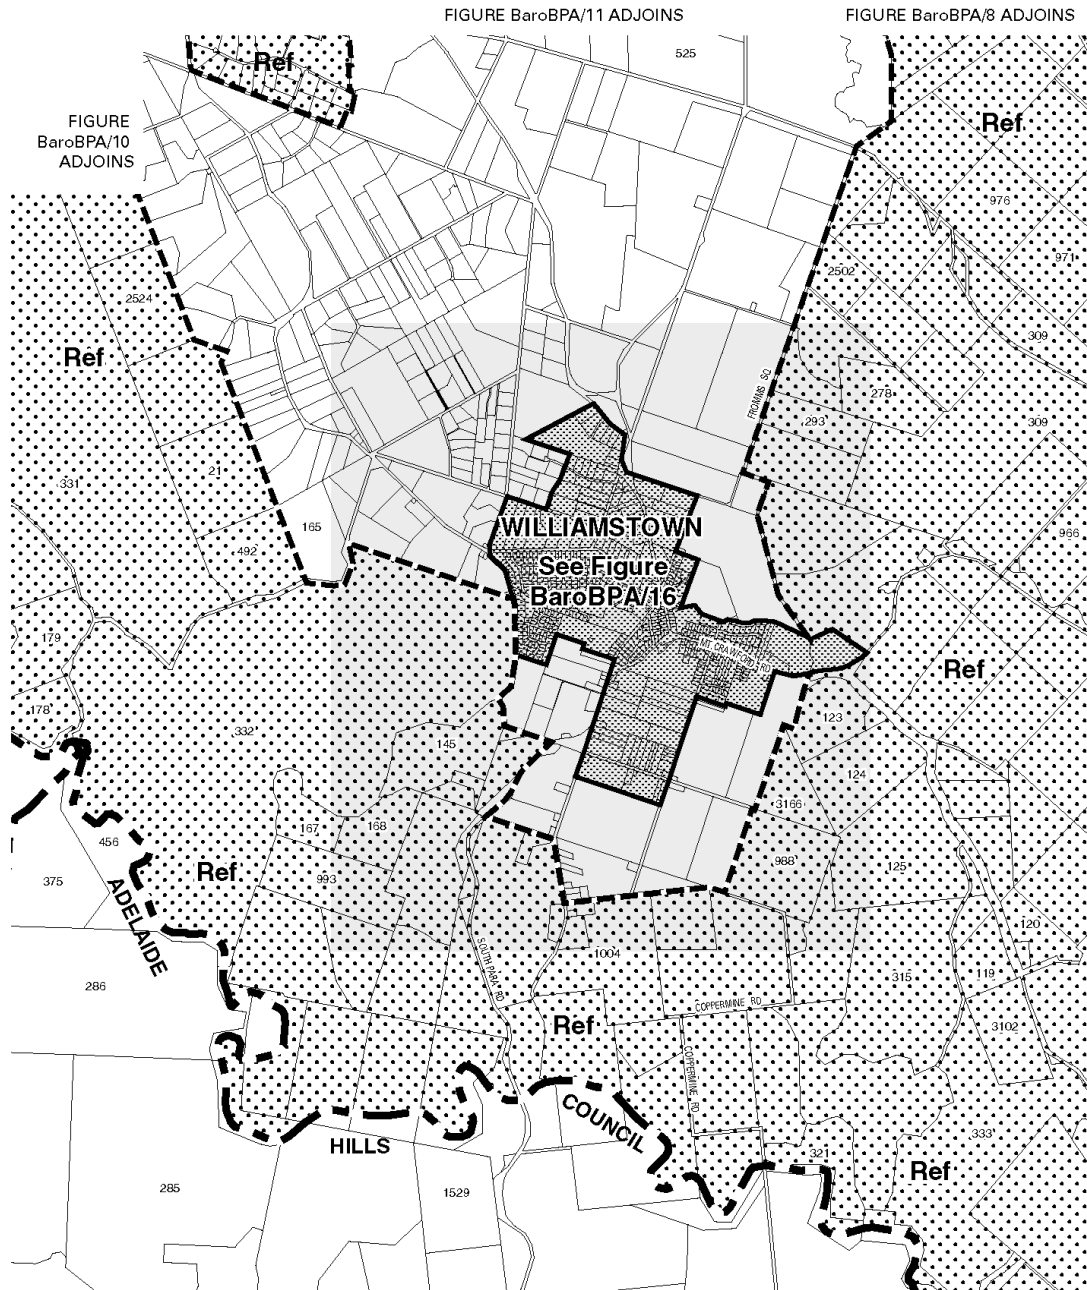 FIGURE BaroBPA/11 ADJOINS
FIGURE BaroBPA/8 ADJOINS
525
Ref
FIGURE
BaroBPA/10
ADJOINS
Ref
976
971
2502
2524
309
Ref
FROMMS SQ
278
293
309
21
331
165
WILLIAMSTOWN
492
966
See Figure
BaroBPA/16
179
MT. CRAWFORD RD
Ref
178
123
332
145
124
3166
167
168
456
988
Ref
125
375
993
ADELAIDE
120
SOUTH PARA RD
1004
119
286
315
COPPERMINE RD
Ref
3102
COPPERMINE RD
COUNCIL
333
HILLS
321
Ref
285
1529